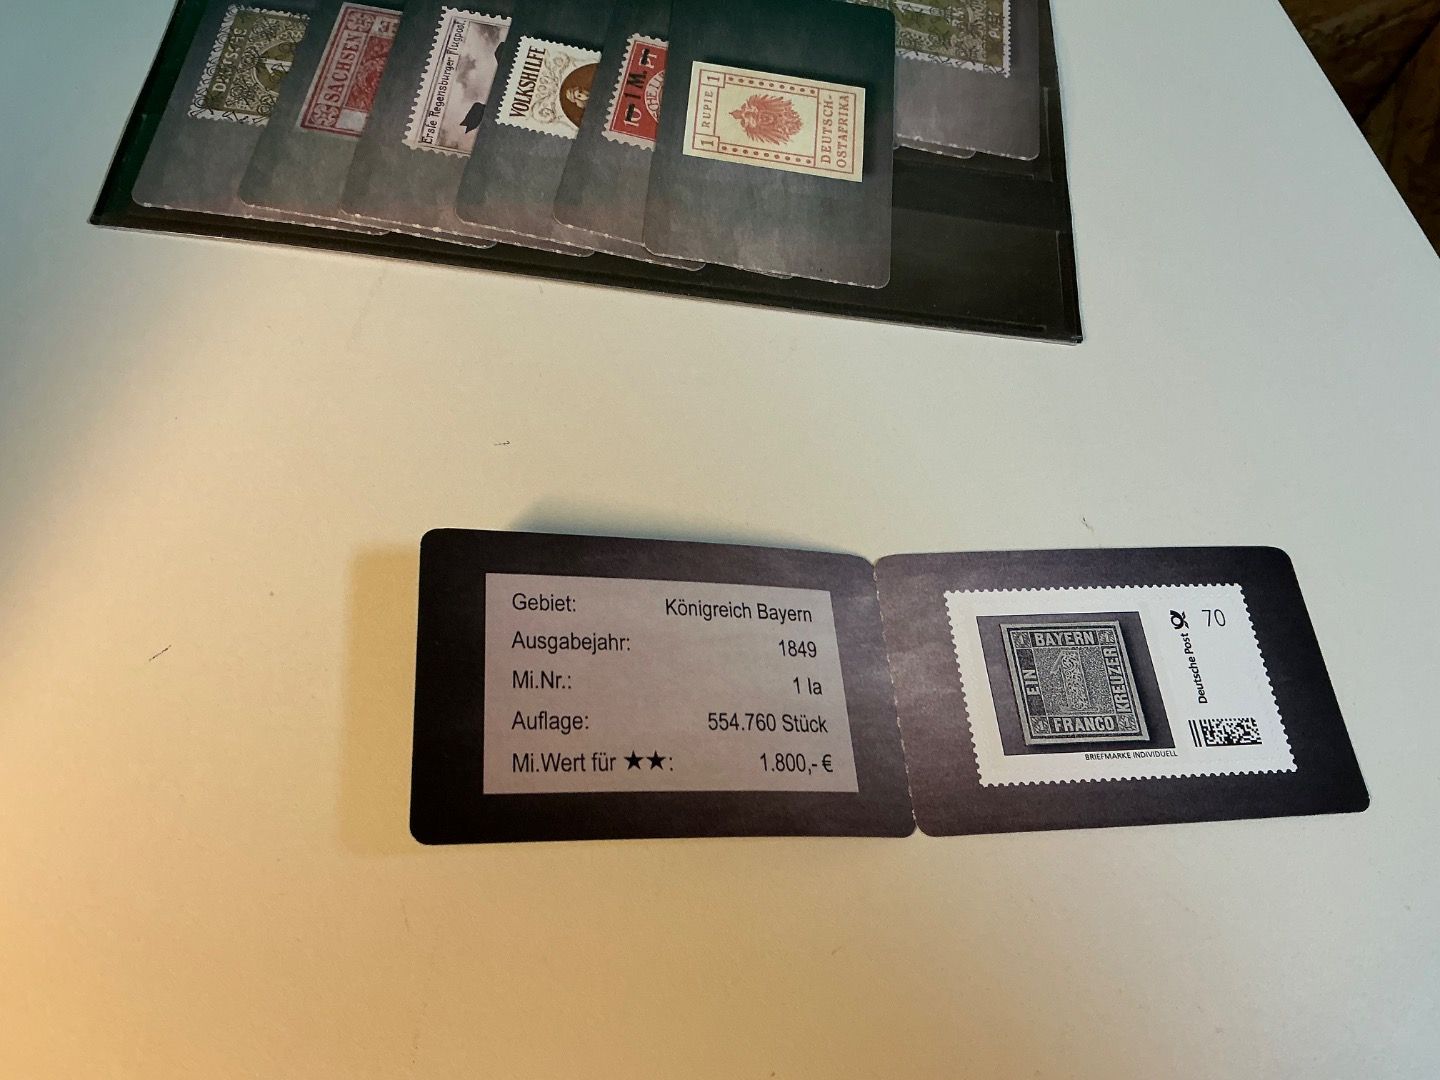 SACHSEN
Erste Regensburger Flugpost.
VOLKSHILFE
1 M.
1 RUPIE 1
DEUTSCH-
OSTAFRIKA
Gebiet: Königreich Bayern
Ausgabejahr: 1849
Mi.Nr.: 1 Ia
Auflage: 554.760 Stück
Mi.Wert für ★★: 1.800,- €
BAYERN
EIN
KREUZER
FRANCO
Deutsche Post
70
BRIEFMARKE INDIVIDUELL